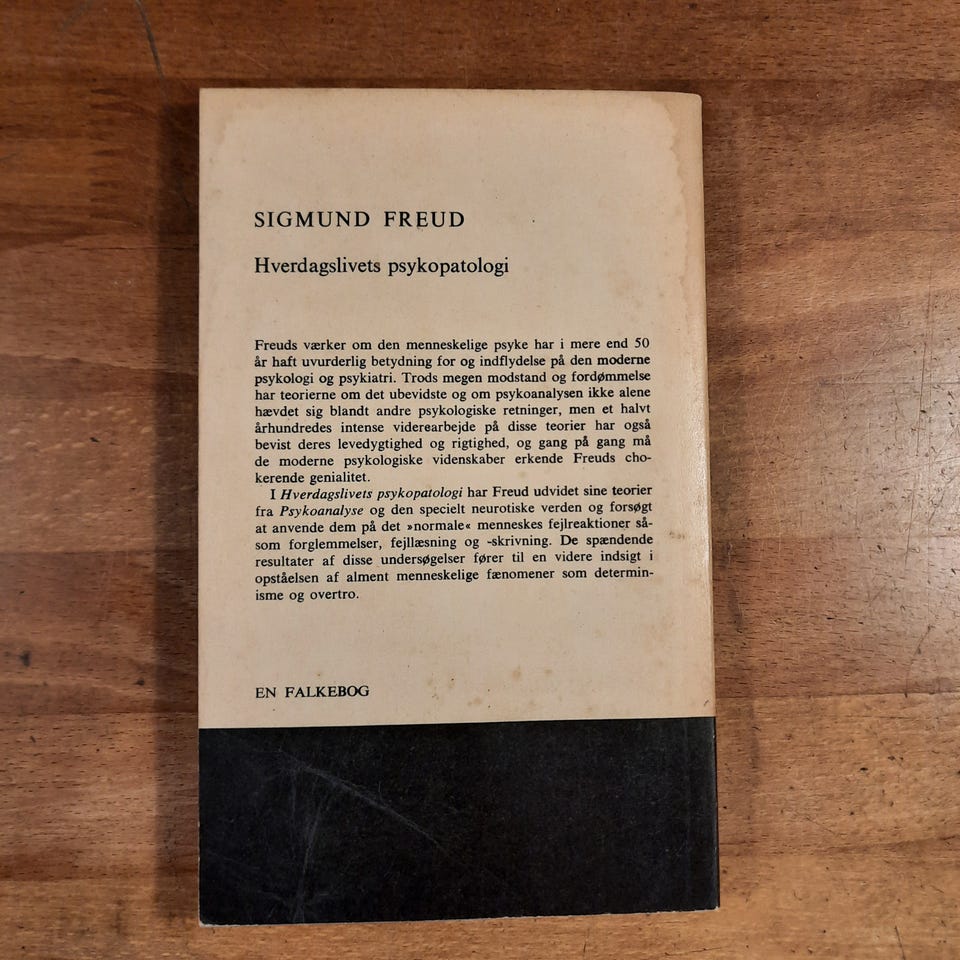 SIGMUND FREUD
Hverdagslivets psykopatologi
Freuds værker om den menneskelige psyke har i mere end 50
år haft uvurderlig betydning for og indflydelse på den moderne
psykologi og psykiatri. Trods megen modstand og fordømmelse
har teorierne om det ubevidste og om psykoanalysen ikke alene
hævdet sig blandt andre psykologiske retninger, men et halvt
århundredes intense viderearbejde på disse teorier har også
bevist deres levedygtighed og rigtighed, og gang på gang må
de moderne psykologiske videnskaber erkende Freuds cho-
kerende genialitet.
I Hverdagslivets psykopatologi har Freud udvidet sine teorier
fra Psykoanalyse og den specielt neurotiske verden og forsøgt
at anvende dem på det »normale« menneskes fejlreaktioner så-
som forglemmelser, fejllæsning og -skrivning. De spændende
resultater af disse undersøgelser fører til en videre indsigt i
opståelsen af alment menneskelige fænomener som determin-
isme og overtro.
EN FALKEBOG